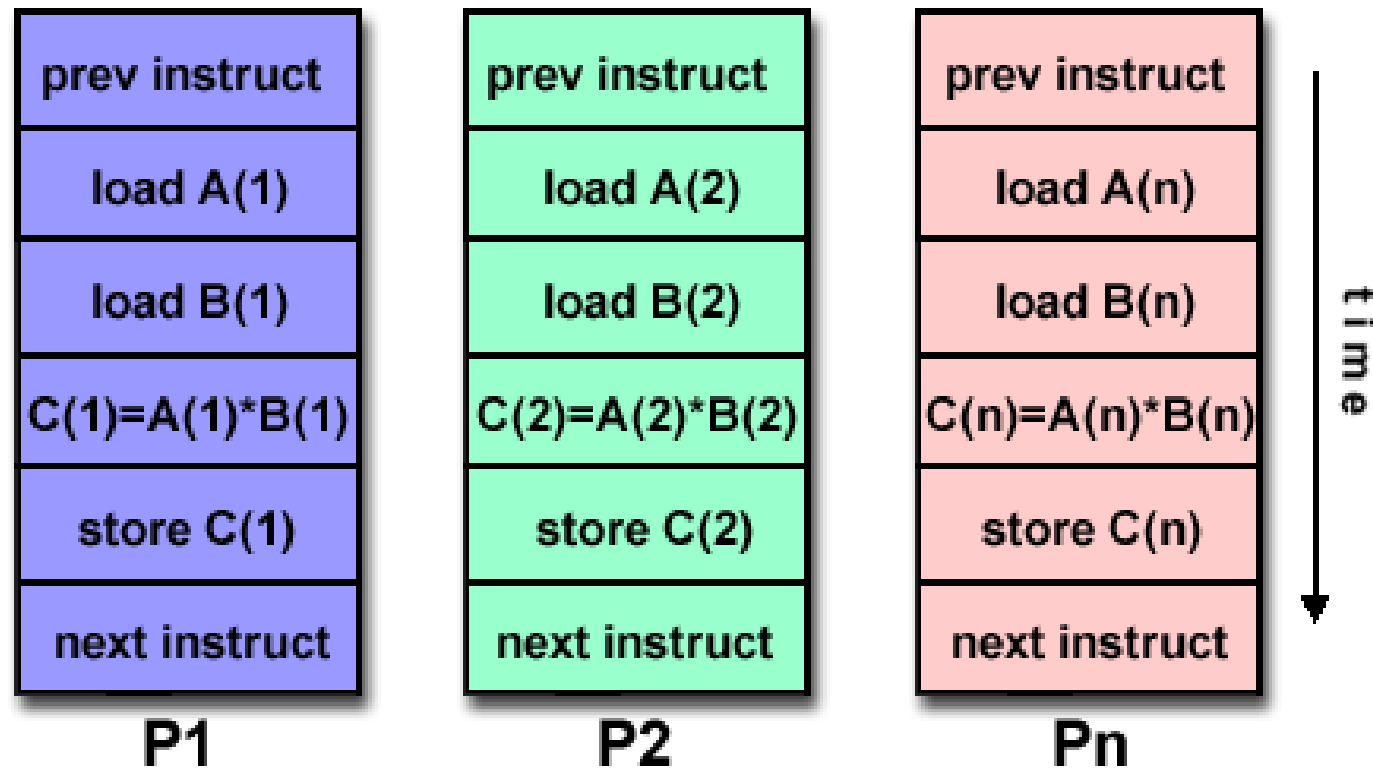 prev instruct
load A(1)
load B(1)
C(1)=A(1)*B(1)
store C(1)
next instruct
P1
prev instruct
load A(2)
load B(2)
C(2)=A(2)*B(2)
store C(2)
next instruct
P2
prev instruct
load A(n)
load B(n)
C(n)=A(n)*B(n)
store C(n)
next instruct
Pn
time